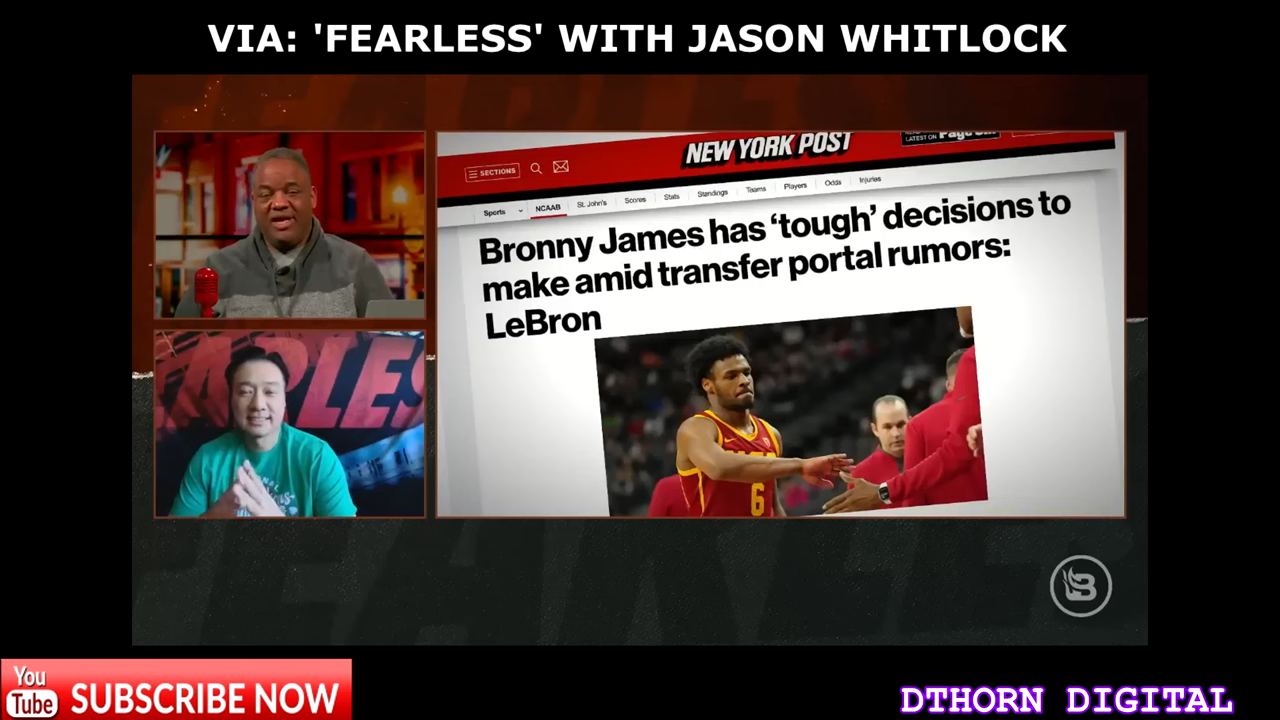 VIA: 'FEARLESS' WITH JASON WHITLOCK
LATEST ON
SECTIONS
NEW YORK POST
Sports
NCAAB
St. John's
Scores
Stats
Standings
Teams
Players
Odds
Injuries
Bronny James has ‘tough’ decisions to
make amid transfer portal rumors:
LeBron
6
B
You
Tube
SUBSCRIBE NOW
DTHORN DIGITAL